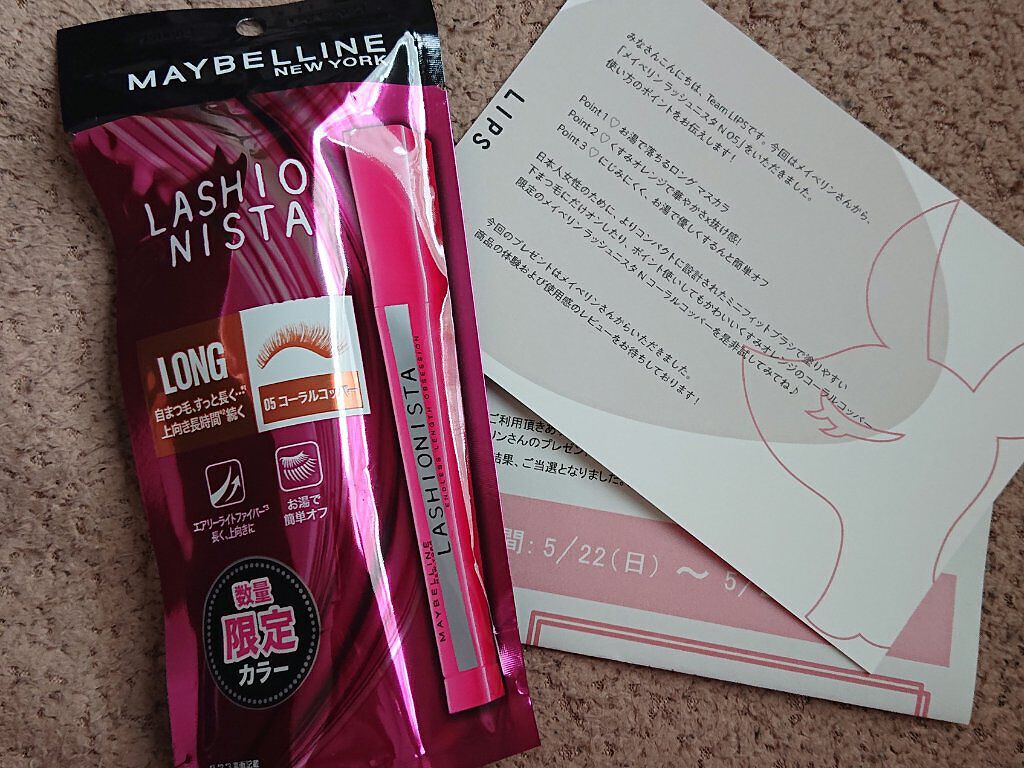 MAYBELLINE
NEW YORK
LASHIO
NISTA
LONG
自まつ毛、すっと長く…*¹
上向き長時間*²続く
05 コーラルコッパー
エアリーライトファイバー*³
長く、上向きに
お湯で
簡単オフ
数量
限定
カラー
MAYBELLINE
LASHIONISTA
ENDLESS LENGTH OBSESSION
LIPS
みなさんこんにちは、Team LIPSです。今回はメイベリンさんから、
「メイベリンラッシュニスタ N 05」をいただきました。
使い方のポイントをお伝えします!
Point 1♡お湯で落ちるロングマスカラ
Point 2♡くすみオレンジで華やかさ&抜け感!
Point 3♡にじみにくく、お湯で優しくするんと簡単オフ
日本人女性のために、よりコンパクトに設計されたミニフィットブラシで塗りやすい
下まつ毛にだけオンしたり、ポイント使いしてもかわいいくすみオレンジのコーラルコッパー
限定のメイベリンラッシュニスタN コーラルコッパーを是非試してみてね♪
今回のプレゼントはメイベリンさんからいただきました。
商品の体験および使用感のレビューをお待ちしております!
ご利用頂きあ
リンさんのプレゼン
結果、ご当選となりました。
間:5/22(日) ~ 5/